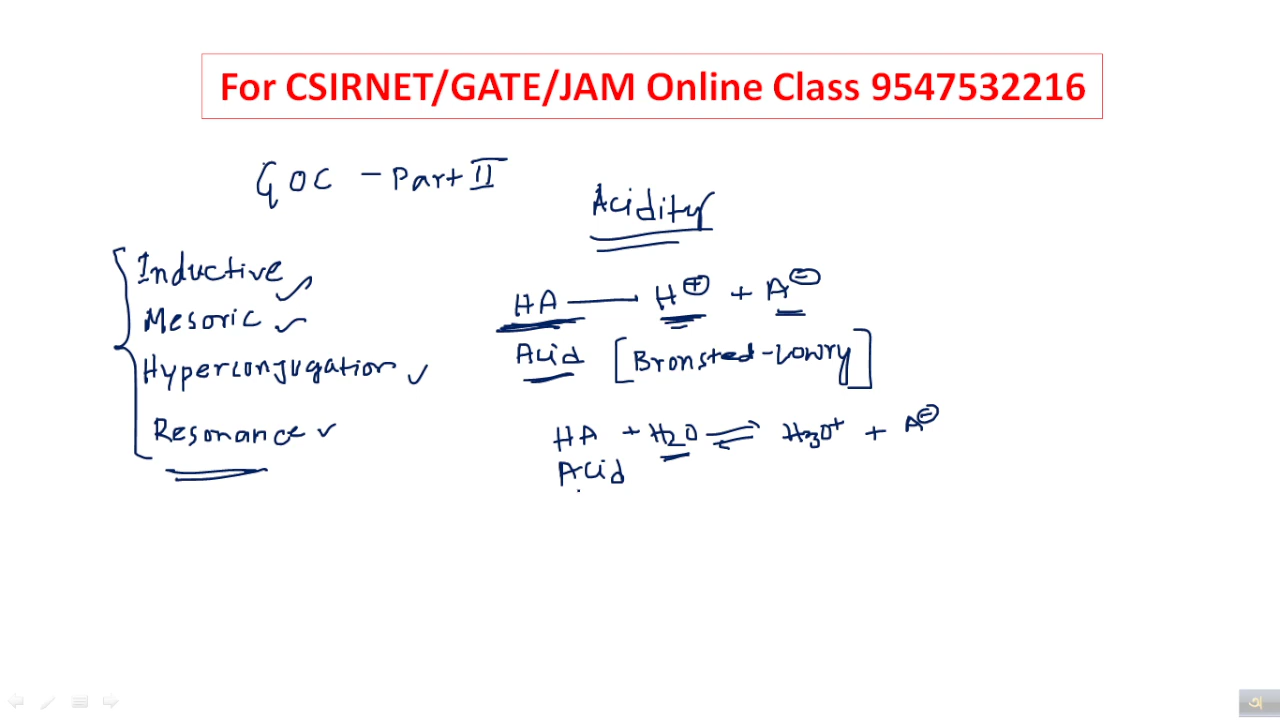 For CSIRNET/GATE/JAM Online Class 9547532216
GOC - Part II
Acidity
Inductive ✓
Mesoric ✓
Hyperconjugation ✓
Resonance ✓
HA — H⊕ + A⊖
Acid [Bronsted-Lowry]
HA + H2O ⇌ H3O+ + A⊖
Acid
অ